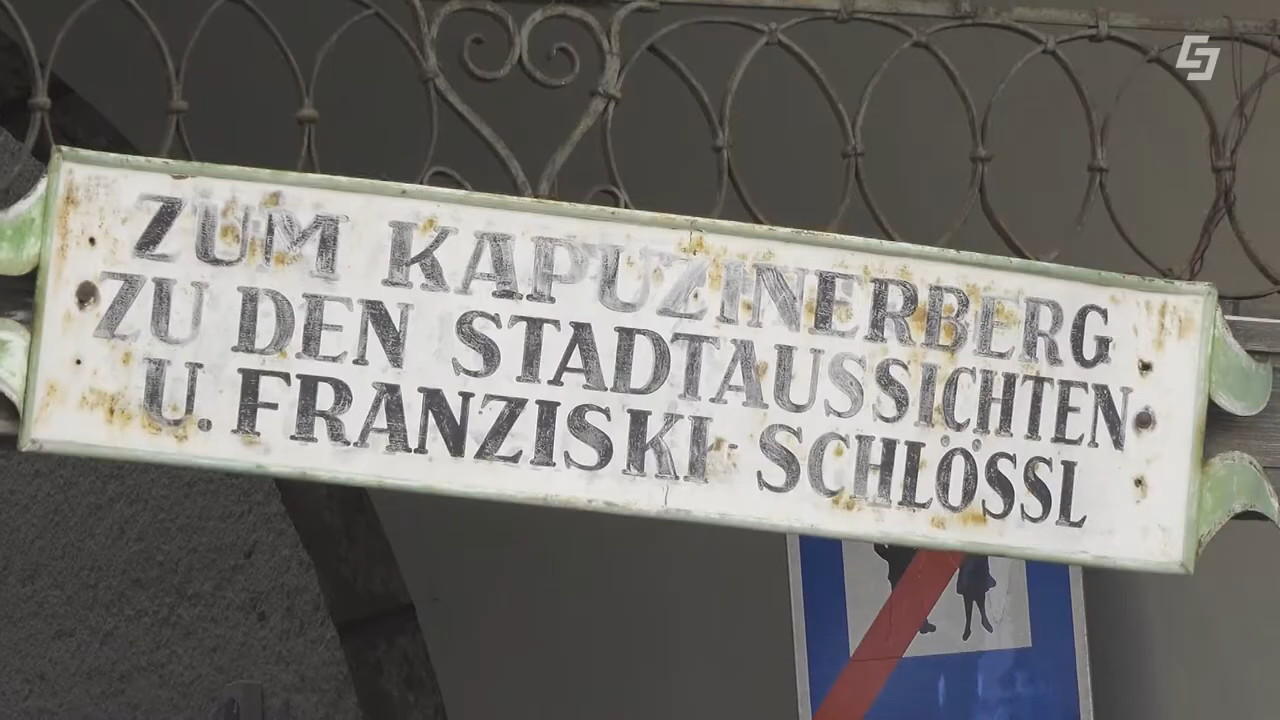 ZUM KAPUZINERBERG
ZU DEN STADTAUSSICHTEN
U. FRANZISKI-SCHLÖSSL